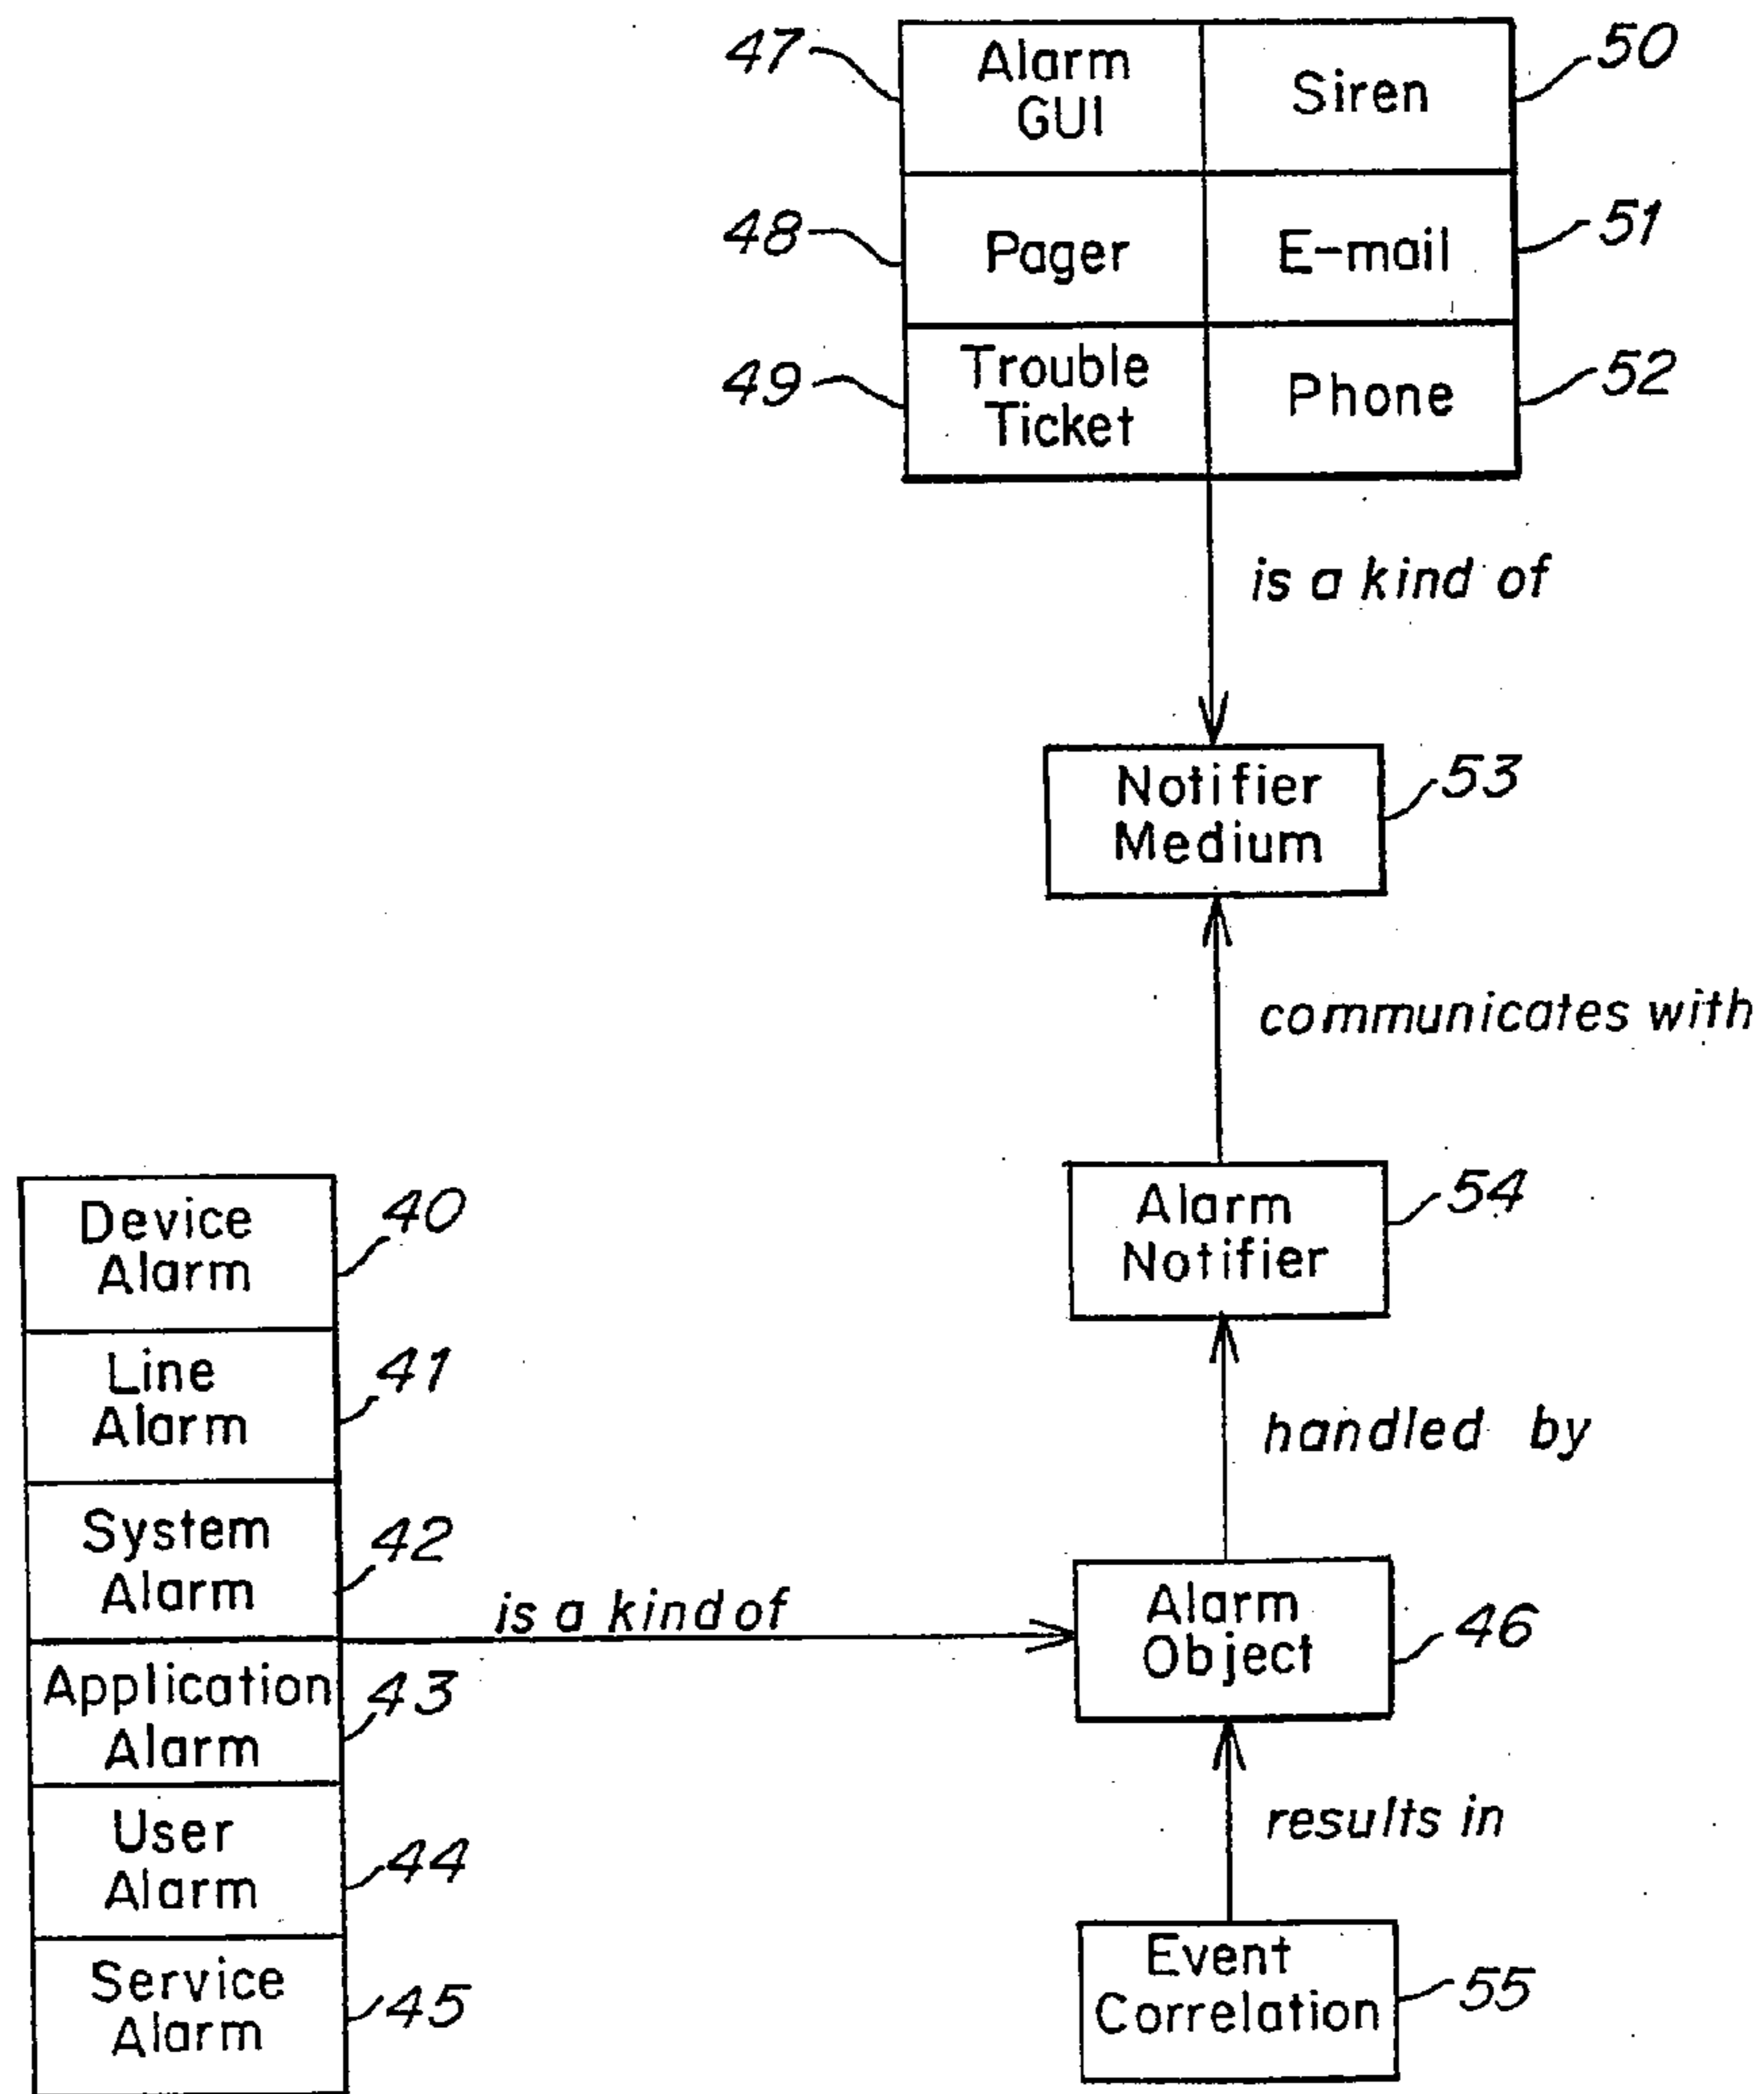 47
Alarm
GUI
Siren
50
48
Pager
E-mail
51
49
Trouble
Ticket
Phone
52
is a kind of
Notifier
Medium
53
communicates with
Alarm
Notifier
54
handled by
Device
Alarm
40
Line
Alarm
41
System
Alarm
42
Application
Alarm
43
User
Alarm
44
Service
Alarm
45
is a kind of
Alarm
Object
46
results in
Event
Correlation
55